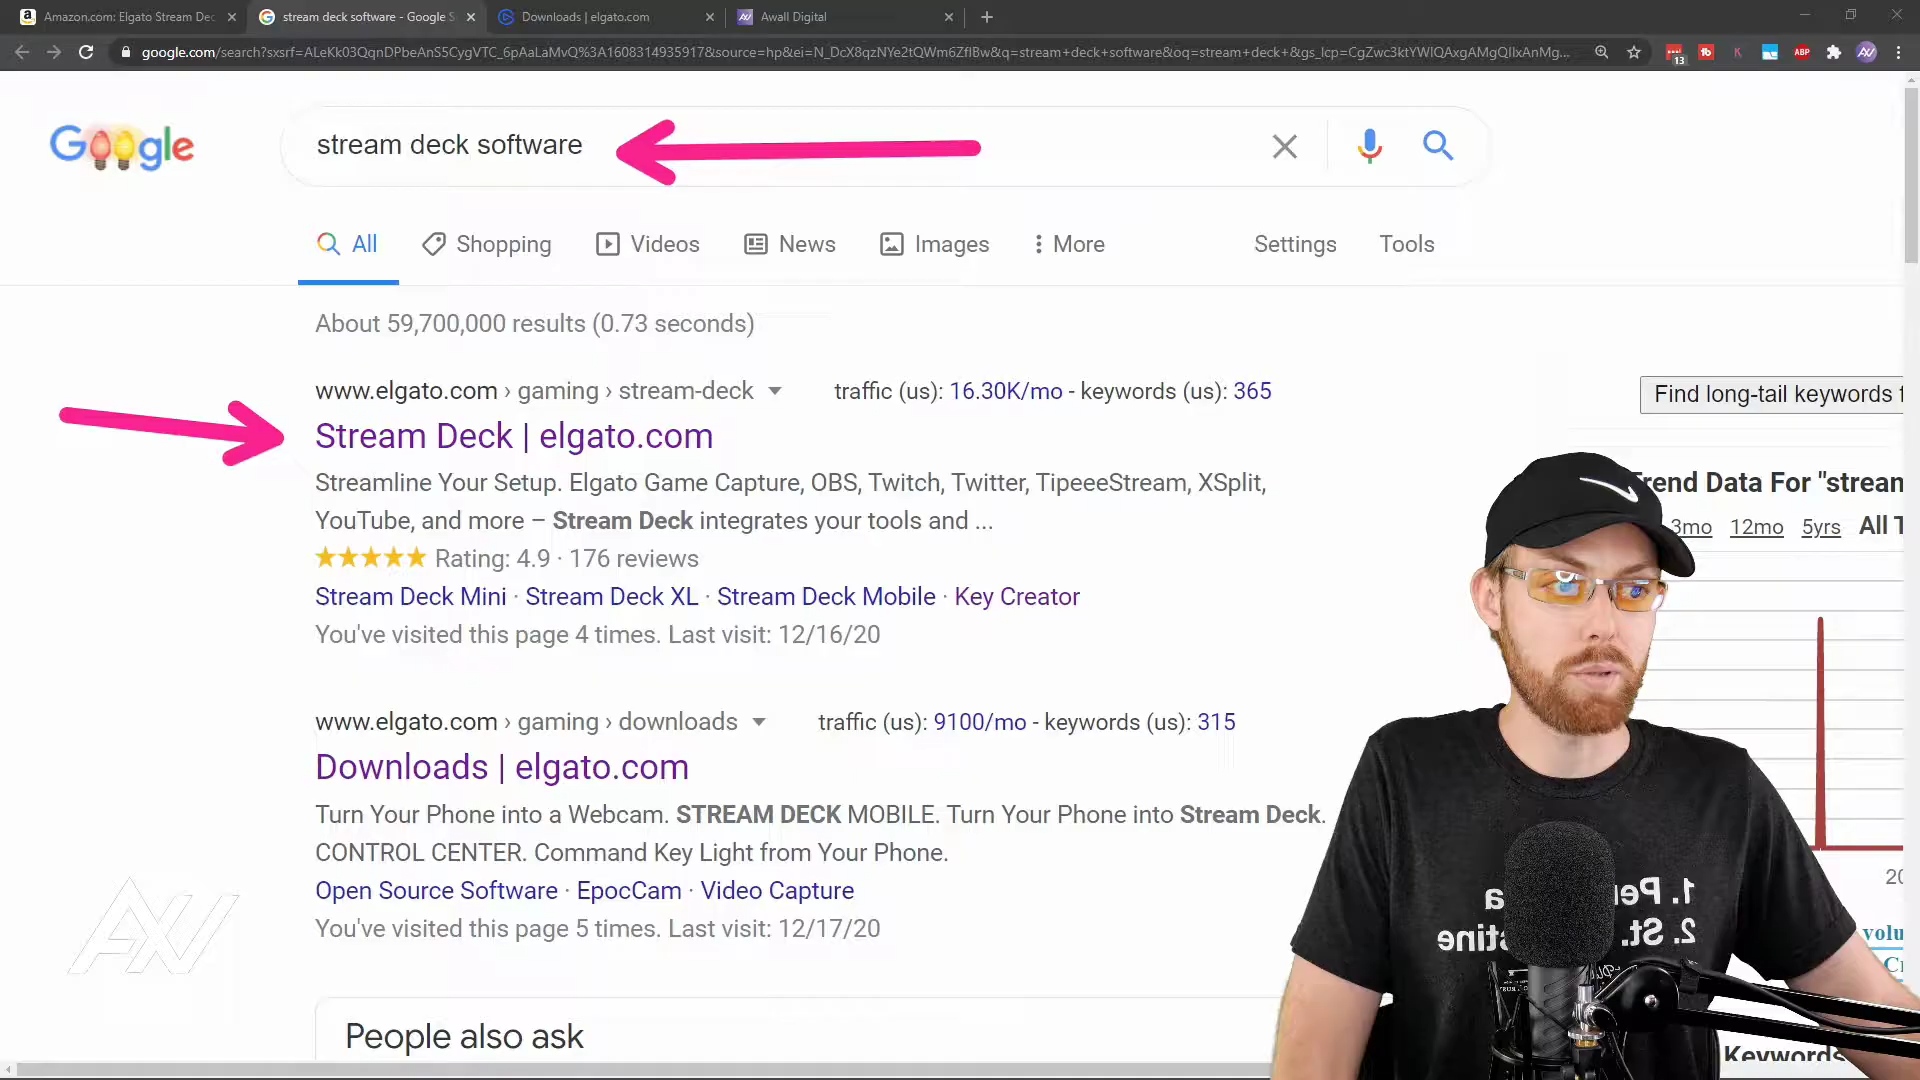 Amazon.com: Elgato Stream Dec
stream deck software - Google S
Downloads | elgato.com
Awall Digital
google.com/search?sxsrf=ALeKk03QqnDPbeAnS5CygVTC_6pAaLaMvQ%3A1608314935917&source=hp&ei=N_DcX8qzNYe2tQWm6ZfIBw&q=stream+deck+software&oq=stream+deck+&gs_lcp=CgZwc3ktYWIQAxgAMgQIIxAnMg...
13
ABP
Google
stream deck software
All
Shopping
Videos
News
Images
More
Settings
Tools
About 59,700,000 results (0.73 seconds)
www.elgato.com › gaming › stream-deck
traffic (us): 16.30K/mo - keywords (us): 365
Find long-tail keywords f
Stream Deck | elgato.com
Streamline Your Setup. Elgato Game Capture, OBS, Twitch, Twitter, TipeeeStream, XSplit,
YouTube, and more – Stream Deck integrates your tools and ...
Rating: 4.9 · 176 reviews
Stream Deck Mini · Stream Deck XL · Stream Deck Mobile · Key Creator
You've visited this page 4 times. Last visit: 12/16/20
rend Data For "strean
3mo 12mo 5yrs All T
www.elgato.com › gaming › downloads
traffic (us): 9100/mo - keywords (us): 315
Downloads | elgato.com
Turn Your Phone into a Webcam. STREAM DECK MOBILE. Turn Your Phone into Stream Deck.
CONTROL CENTER. Command Key Light from Your Phone.
Open Source Software · EpocCam · Video Capture
You've visited this page 5 times. Last visit: 12/17/20
20
volu
People also ask
Keywords